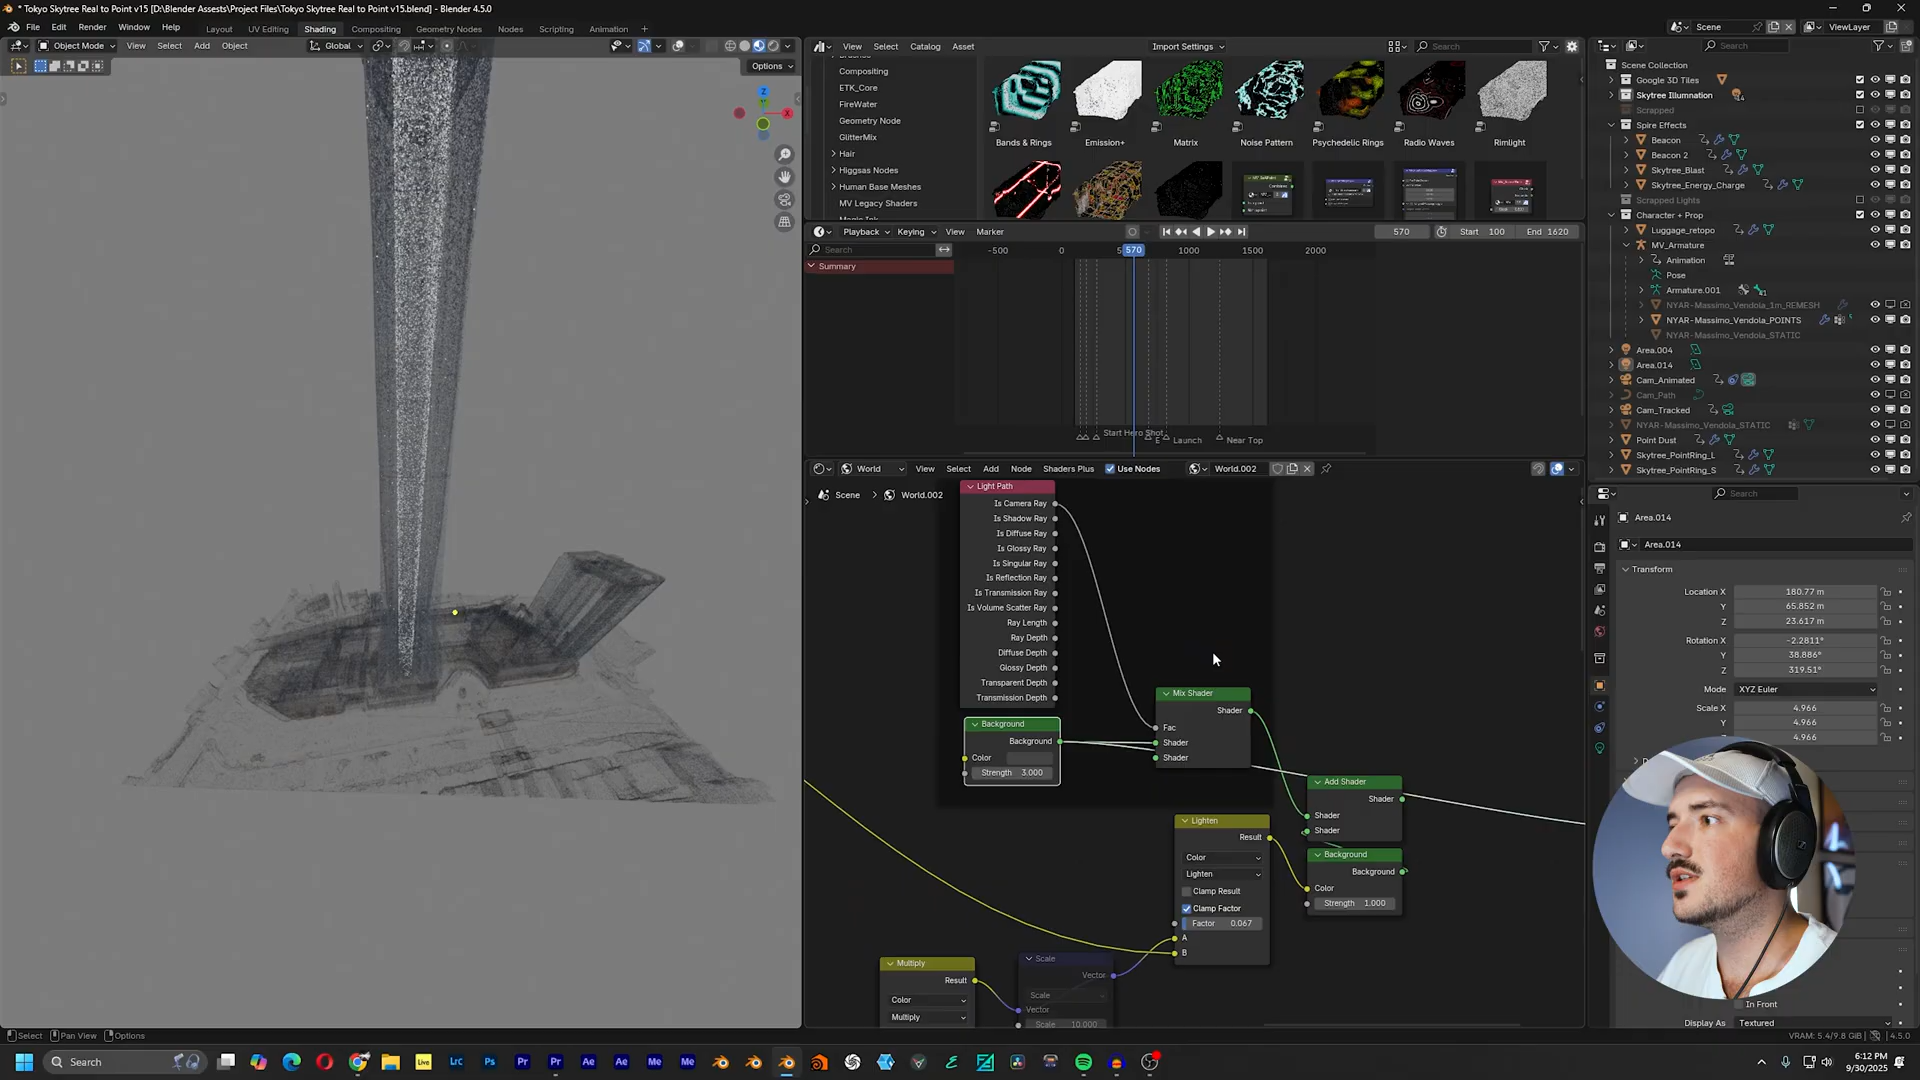 * Tokyo Skytree Real to Point v15 [D:\Blender Assests\Project Files\Tokyo Skytree Real to Point v15.blend] - Blender 4.5.0
File Edit Render Window Help Layout UV Editing Shading Compositing Geometry Nodes Nodes Scripting Animation + Scene ViewLayer
Object Mode View Select Add Object Global
Options
View Select Catalog Asset Import Settings Search
Compositing
ETK_Core
FireWater
Geometry Node
GlitterMix
Hair
Higgsas Nodes
Human Base Meshes
MV Legacy Shaders
Magic Ink
Bands & Rings Emission+ Matrix Noise Pattern Psychedelic Rings Radio Waves Rimlight
Playback Keying View Marker 570 Start 100 End 1620
Search -500 0 570 1000 1500 2000
Summary
Start Hero Shot
E Launch Near Top
World View Select Add Node Shaders Plus Use Nodes World.002
Scene > World.002
Light Path
Is Camera Ray
Is Shadow Ray
Is Diffuse Ray
Is Glossy Ray
Is Singular Ray
Is Reflection Ray
Is Transmission Ray
Is Volume Scatter Ray
Ray Length
Ray Depth
Diffuse Depth
Glossy Depth
Transparent Depth
Transmission Depth
Background
Background
Color
Strength 3.000
Mix Shader
Shader
Fac
Shader
Shader
Add Shader
Shader
Shader
Shader
Background
Background
Color
Strength 1.000
Lighten
Result
Color
Lighten
Clamp Result
Clamp Factor
Factor 0.067
A
B
Multiply
Result
Color
Multiply
Scale
Vector
Scale
Vector
Scale 10.000
Search
Scene Collection
Google 3D Tiles
Skytree Illumnation
Scrapped
Spire Effects
Beacon
Beacon 2
Skytree_Blast
Skytree_Energy_Charge
Scrapped Lights
Character + Prop
Luggage_retopo
MV_Armature
Animation
Pose
Armature.001
NYAR-Massimo_Vendola_1m_REMESH
NYAR-Massimo_Vendola_POINTS
NYAR-Massimo_Vendola_STATIC
Area.004
Area.014
Cam_Animated
Cam_Path
Cam_Tracked
NYAR-Massimo_Vendola_STATIC
Point Dust
Skytree_PointRing_L
Skytree_PointRing_S
Search
Area.014
Area.014
Transform
Location X 180.77 m
Y 65.852 m
Z 23.617 m
Rotation X -2.2811°
Y 38.886°
Z 319.51°
Mode XYZ Euler
Scale X 4.966
Y 4.966
Z 4.966
In Front
Display As Textured
Select Pan View Options VRAM: 5.4/9.8 GiB 4.5.0
Search 6:12 PM
9/30/2025